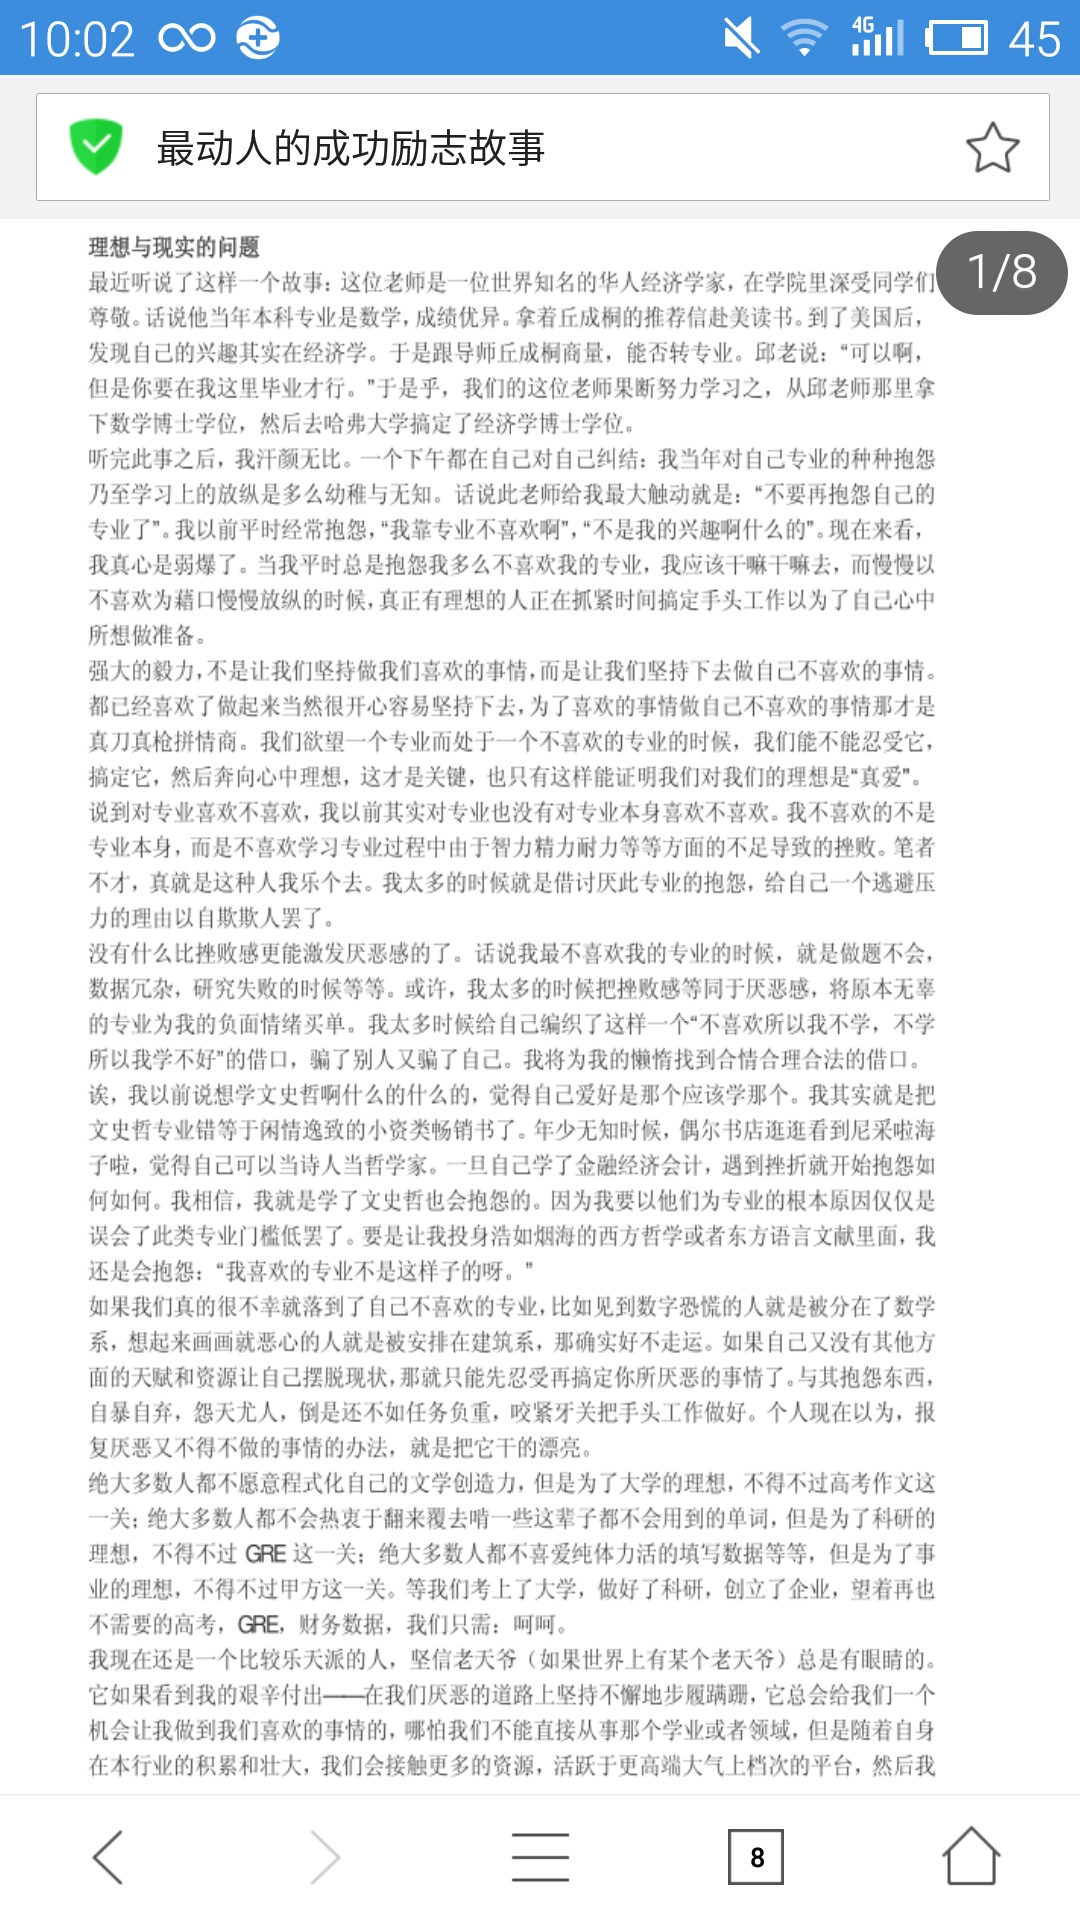 10:02
4G
45
最动人的成功励志故事
1/8
理想与现实的问题
最近听说了这样一个故事：这位老师是一位世界知名的华人经济学家，在学院里深受同学们
尊敬。话说他当年本科专业是数学，成绩优异。拿着丘成桐的推荐信赴美读书。到了美国后，
发现自己的兴趣其实在经济学。于是跟导师丘成桐商量，能否转专业。邱老说：“可以啊，
但是你要在我这里毕业才行。”于是乎，我们的这位老师果断努力学习之，从邱老师那里拿
下数学博士学位，然后去哈弗大学搞定了经济学博士学位。
听完此事之后，我汗颜无比。一个下午都在自己对自己纠结：我当年对自己专业的种种抱怨
乃至学习上的放纵是多么幼稚与无知。话说此老师给我最大触动就是：“不要再抱怨自己的
专业了”。我以前平时经常抱怨，“我靠专业不喜欢啊”，“不是我的兴趣啊什么的”。现在来看，
我真心是弱爆了。当我平时总是抱怨我多么不喜欢我的专业，我应该干嘛干嘛去，而慢慢以
不喜欢为藉口慢慢放纵的时候，真正有理想的人正在抓紧时间搞定手头工作以为了自己心中
所想做准备。
强大的毅力，不是让我们坚持做我们喜欢的事情，而是让我们坚持下去做自己不喜欢的事情。
都已经喜欢了做起来当然很开心容易坚持下去，为了喜欢的事情做自己不喜欢的事情那才是
真刀真枪拼情商。我们欲望一个专业而处于一个不喜欢的专业的时候，我们能不能忍受它，
搞定它，然后奔向心中理想，这才是关键，也只有这样能证明我们对我们的理想是“真爱”。
说到对专业喜欢不喜欢，我以前其实对专业也没有对专业本身喜欢不喜欢。我不喜欢的不是
专业本身，而是不喜欢学习专业过程中由于智力精力耐力等等方面的不足导致的挫败。笔者
不才，真就是这种人我乐个去。我太多的时候就是借讨厌此专业的抱怨，给自己一个逃避压
力的理由以自欺欺人罢了。
没有什么比挫败感更能激发厌恶感的了。话说我最不喜欢我的专业的时候，就是做题不会，
数据冗杂，研究失败的时候等等。或许，我太多的时候把挫败感等同于厌恶感，将原本无辜
的专业为我的负面情绪买单。我太多时候给自己编织了这样一个“不喜欢所以我不学，不学
所以我学不好”的借口，骗了别人又骗了自己。我将为我的懒惰找到合情合理合法的借口。
诶，我以前说想学文史哲啊什么的什么的，觉得自己爱好是那个应该学那个。我其实就是把
文史哲专业错等于闲情逸致的小资类畅销书了。年少无知时候，偶尔书店逛逛看到尼采啦海
子啦，觉得自己可以当诗人当哲学家。一旦自己学了金融经济会计，遇到挫折就开始抱怨如
何如何。我相信，我就是学了文史哲也会抱怨的。因为我要以他们为专业的根本原因仅仅是
误会了此类专业门槛低罢了。要是让我投身浩如烟海的西方哲学或者东方语言文献里面，我
还是会抱怨：“我喜欢的专业不是这样子的呀。”
如果我们真的很不幸就落到了自己不喜欢的专业，比如见到数字恐慌的人就是被分在了数学
系，想起来画画就恶心的人就是被安排在建筑系，那确实好不走运。如果自己又没有其他方
面的天赋和资源让自己摆脱现状，那就只能先忍受再搞定你所厌恶的事情了。与其抱怨东西，
自暴自弃，怨天尤人，倒是还不如任务负重，咬紧牙关把手头工作做好。个人现在以为，报
复厌恶又不得不做的事情的办法，就是把它干的漂亮。
绝大多数人都不愿意程式化自己的文学创造力，但是为了大学的理想，不得不过高考作文这
一关；绝大多数人都不会热衷于翻来覆去啃一些这辈子都不会用到的单词，但是为了科研的
理想，不得不过 GRE 这一关；绝大多数人都不喜爱纯体力活的填写数据等等，但是为了事
业的理想，不得不过甲方这一关。等我们考上了大学，做好了科研，创立了企业，望着再也
不需要的高考，GRE，财务数据，我们只需：呵呵。
我现在还是一个比较乐天派的人，坚信老天爷（如果世界上有某个老天爷）总是有眼睛的。
它如果看到我的艰辛付出——在我们厌恶的道路上坚持不懈地步履蹒跚，它总会给我们一个
机会让我做到我们喜欢的事情的，哪怕我们不能直接从事那个学业或者领域，但是随着自身
在本行业的积累和壮大，我们会接触更多的资源，活跃于更高端大气上档次的平台，然后我
8